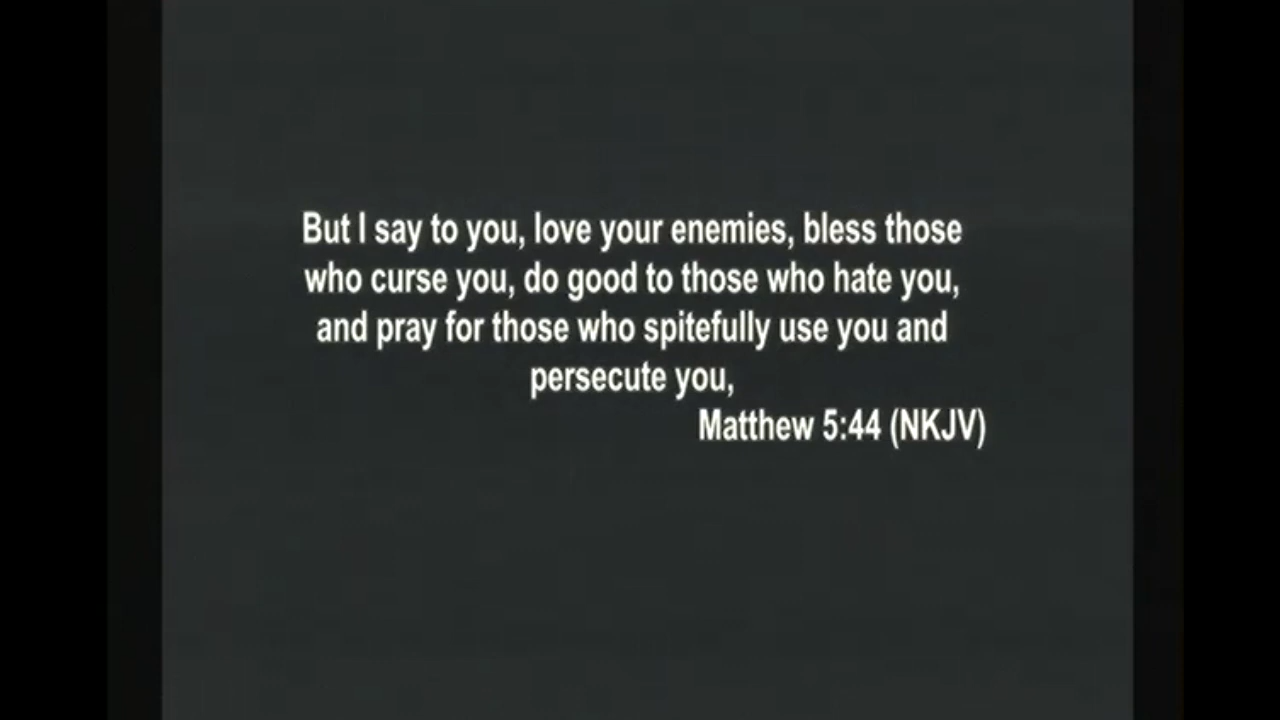 But I say to you, love your enemies, bless those
who curse you, do good to those who hate you,
and pray for those who spitefully use you and
persecute you,
Matthew 5:44 (NKJV)